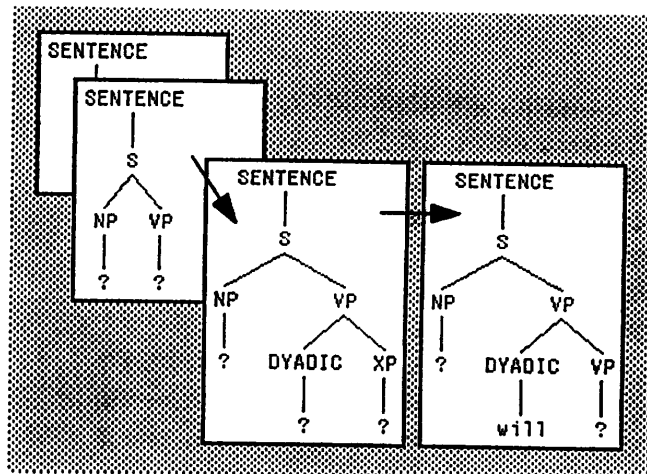 SENTENCE
SENTENCE
S
NP VP
? ?
SENTENCE
S
NP VP
? DYADIC XP
? ?
SENTENCE
S
NP VP
? DYADIC VP
will ?